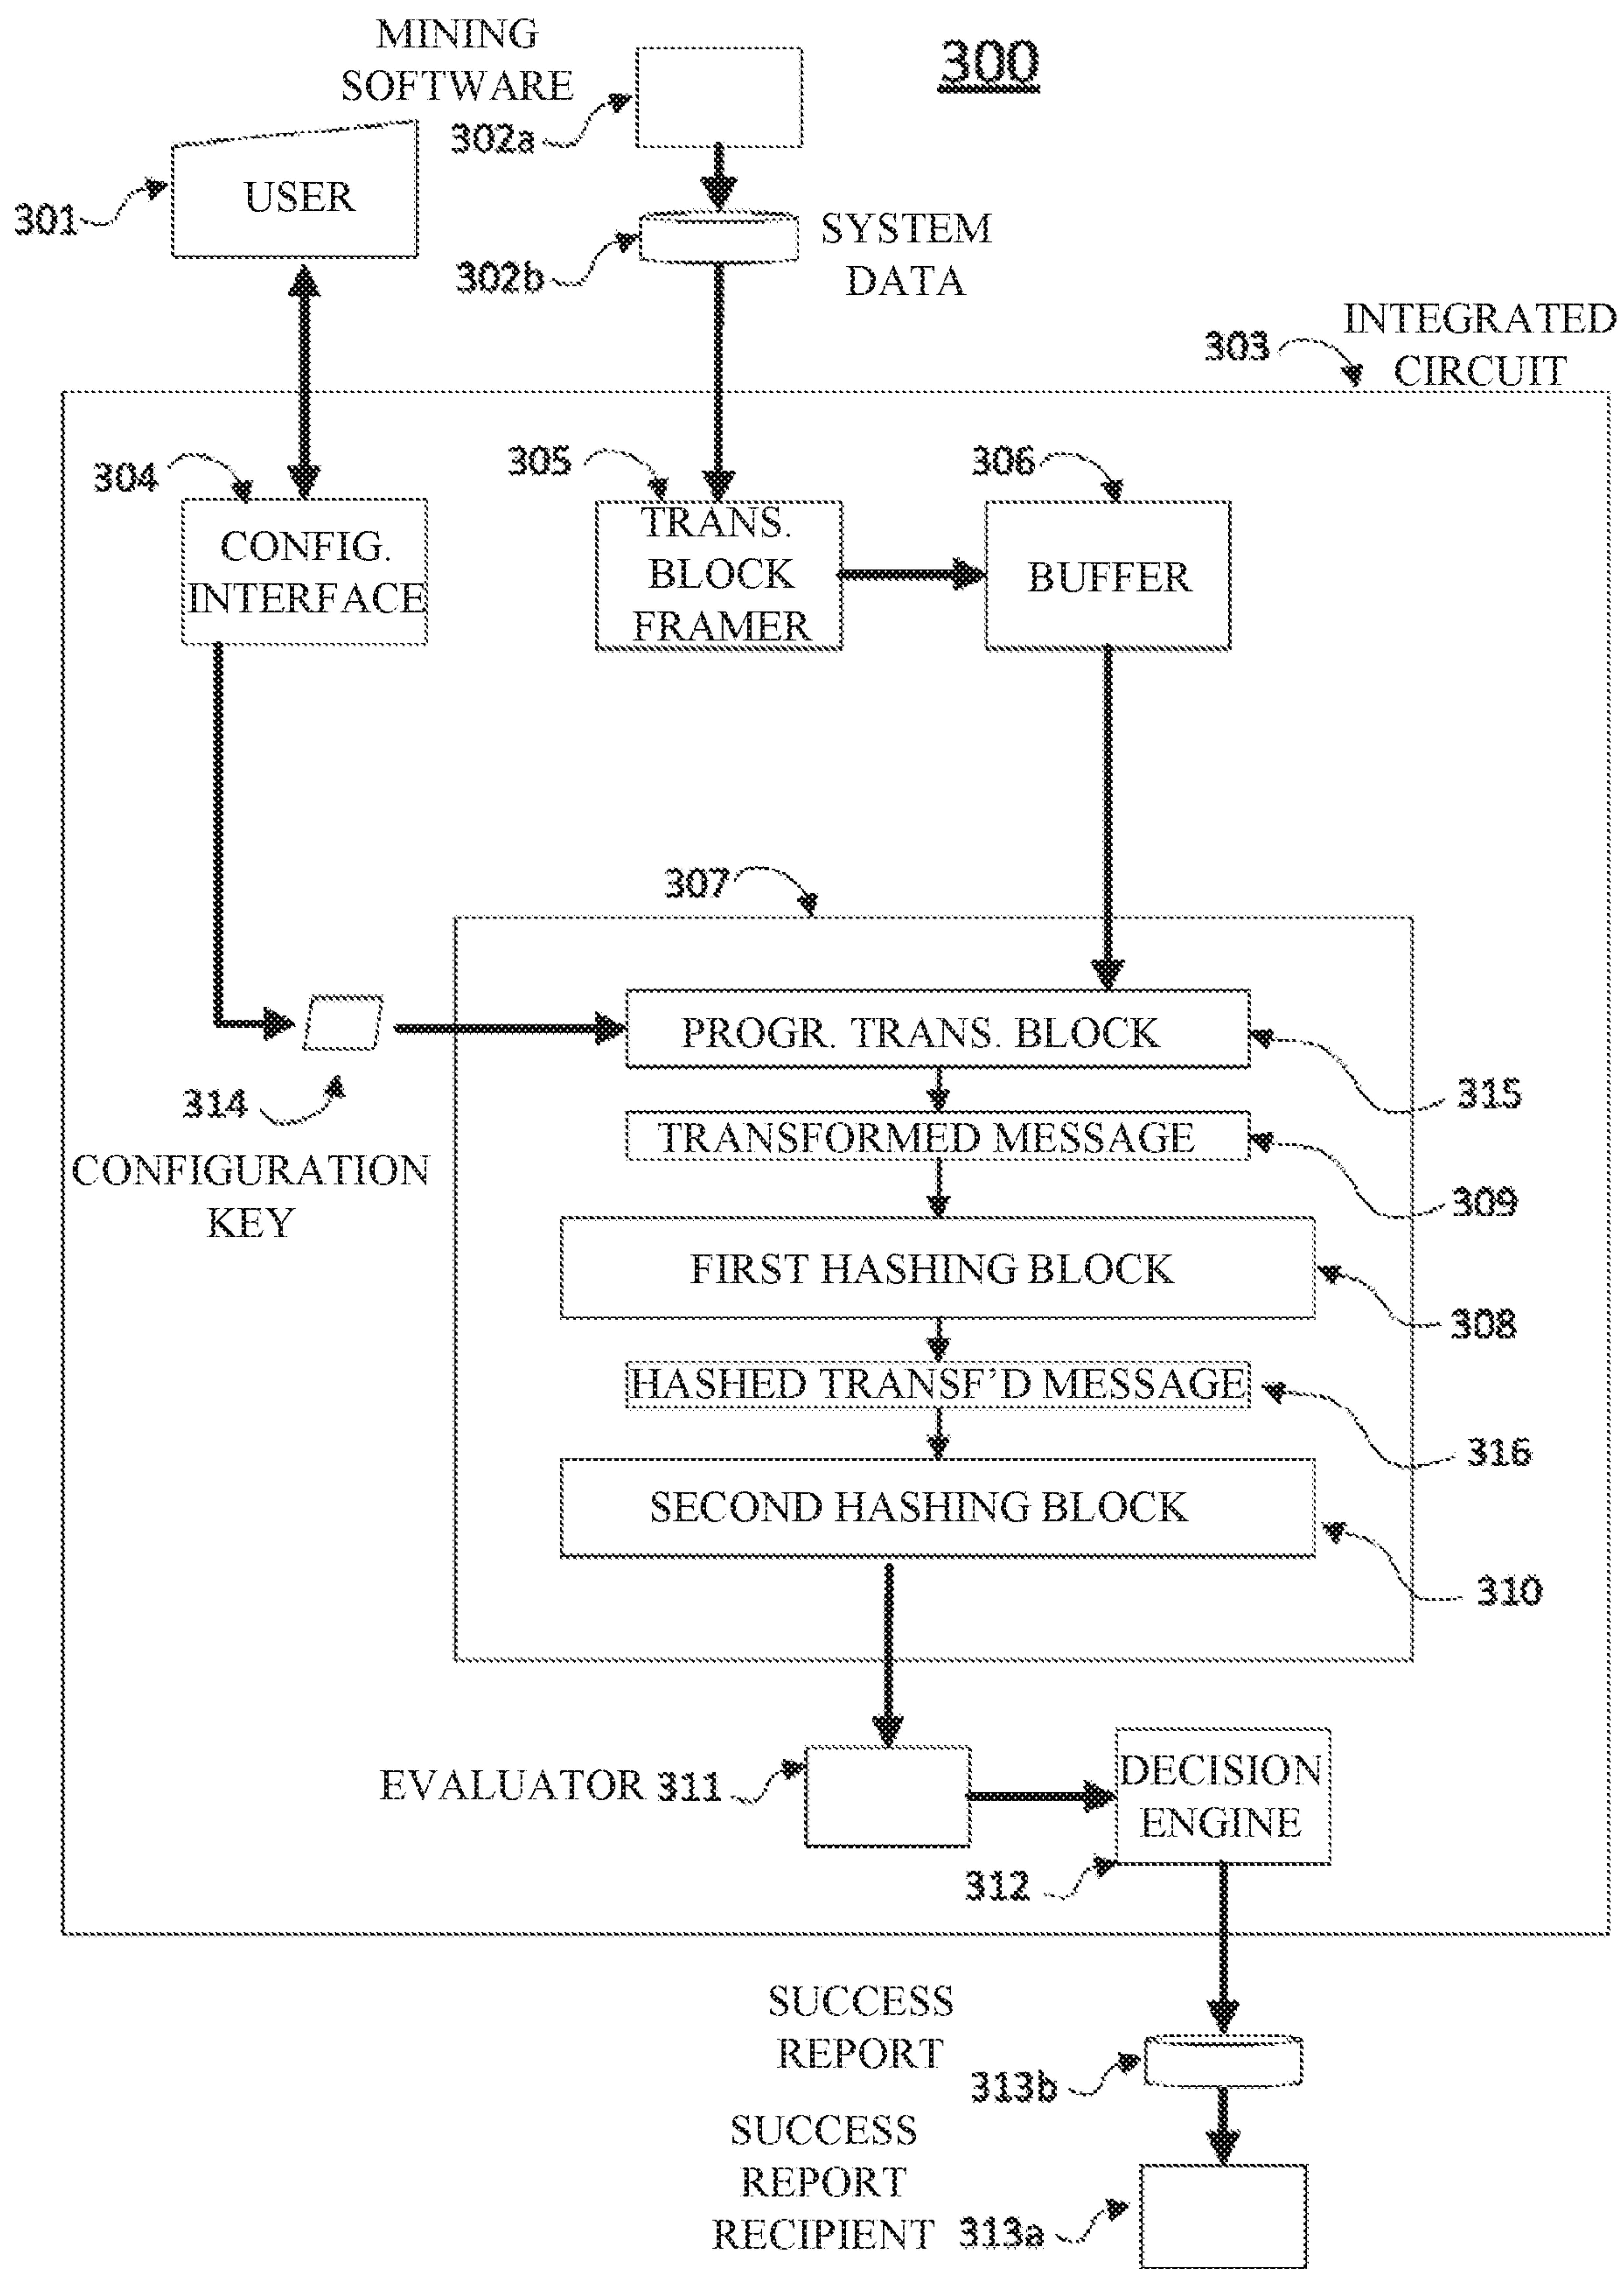 300
MINING
SOFTWARE
302a
USER
301
SYSTEM
DATA
302b
INTEGRATED
CIRCUIT
303
304
CONFIG.
INTERFACE
305
TRANS.
BLOCK
FRAMER
306
BUFFER
307
PROGR. TRANS. BLOCK
315
314
CONFIGURATION
KEY
TRANSFORMED MESSAGE
309
FIRST HASHING BLOCK
308
HASHED TRANSF'D MESSAGE
316
SECOND HASHING BLOCK
310
EVALUATOR 311
DECISION
ENGINE
312
SUCCESS
REPORT
313b
SUCCESS
REPORT
RECIPIENT 313a